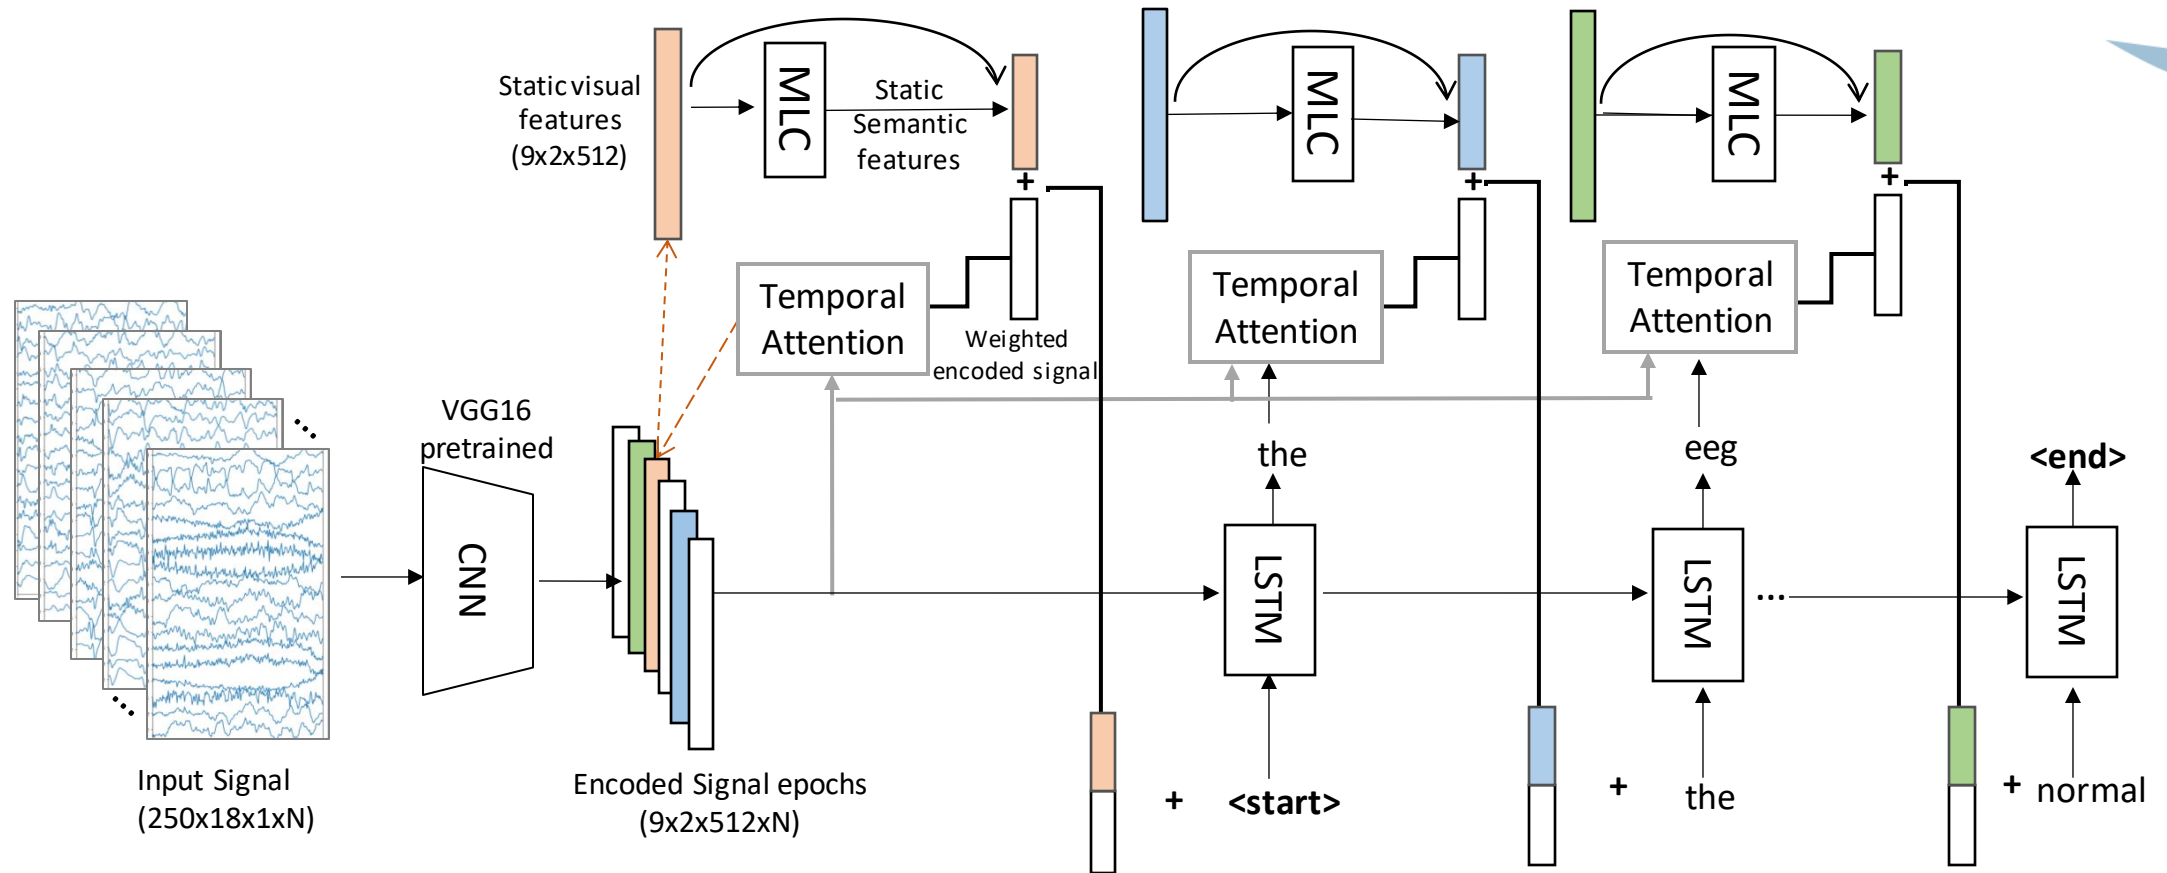 Static visual
features
(9x2x512)
MLC
Static
Semantic
features
+
MLC
+
MLC
+
Temporal
Attention
Weighted
encoded signal
Temporal
Attention
Temporal
Attention
VGG16
pretrained
CNN
the
eeg
<end>
LSTM
LSTM
...
LSTM
Input Signal
(250x18x1xN)
Encoded Signal epochs
(9x2x512xN)
+ <start>
+ the
+ normal